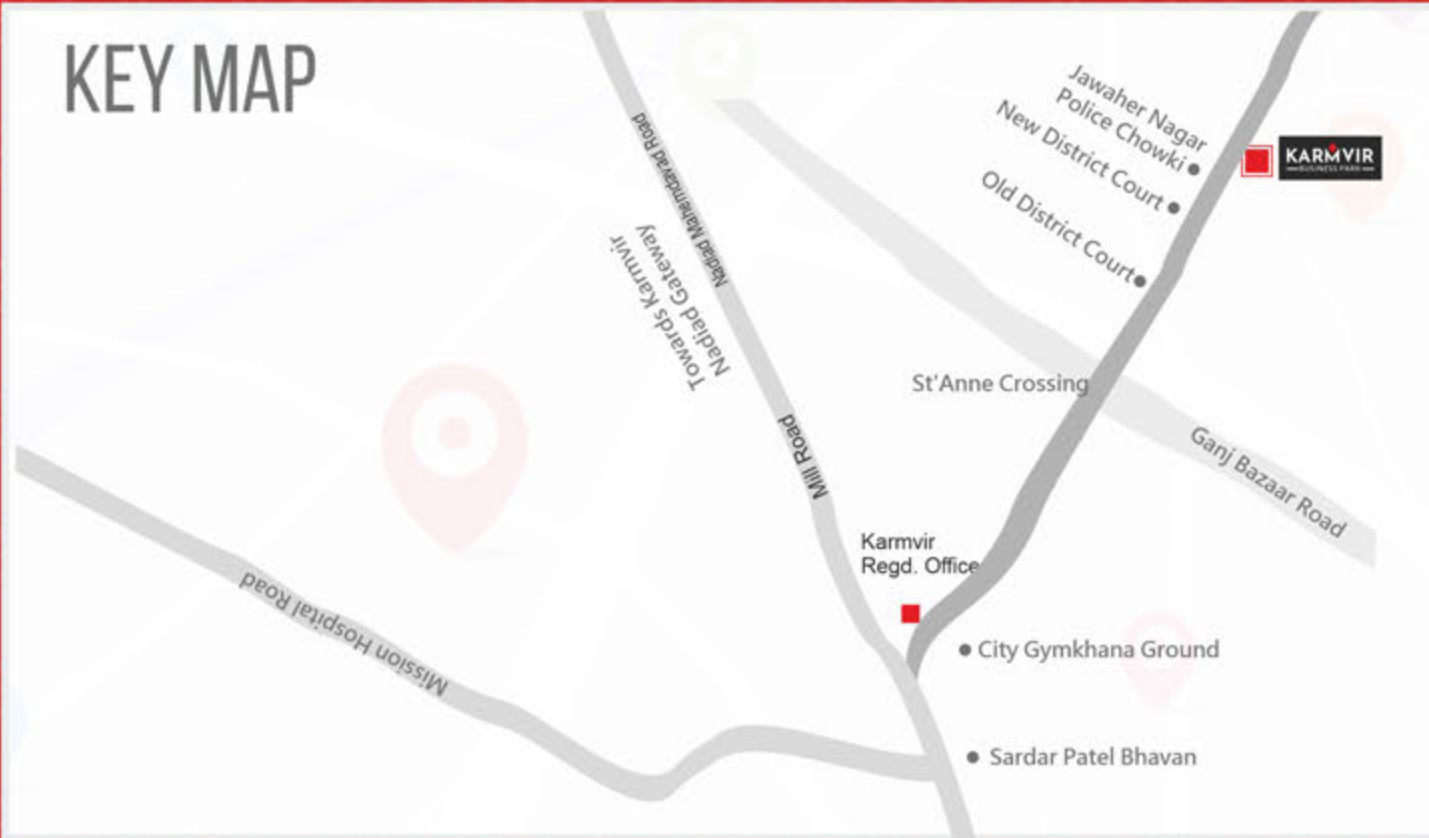 KEY MAP
Jawaher Nagar
Police Chowki
New District Court
Old District Court
KARMVIR
BUSINESS PARK
Nadiad Mahemdavad Road
Towards Karmvir
Nadiad Gateway
St'Anne Crossing
Mill Road
Ganj Bazaar Road
Karmvir
Regd. Office
Mission Hospital Road
City Gymkhana Ground
Sardar Patel Bhavan